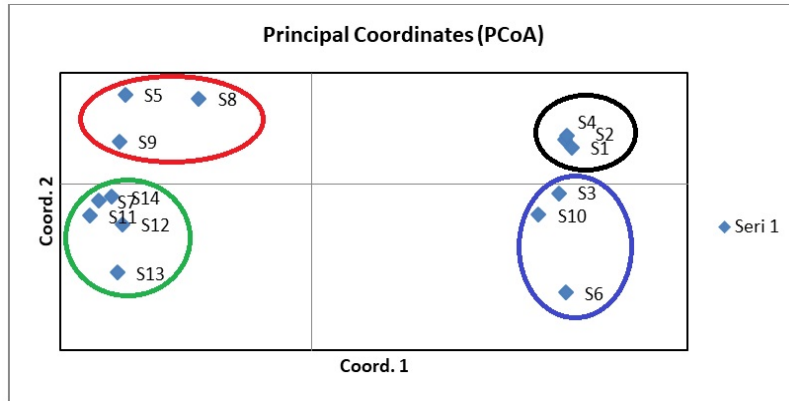 Principal Coordinates (PCoA)
S5
S8
S9
S4
S2
S1
S14
S7
S11
S12
S13
S3
S10
S6
Coord. 2
Coord. 1
Seri 1